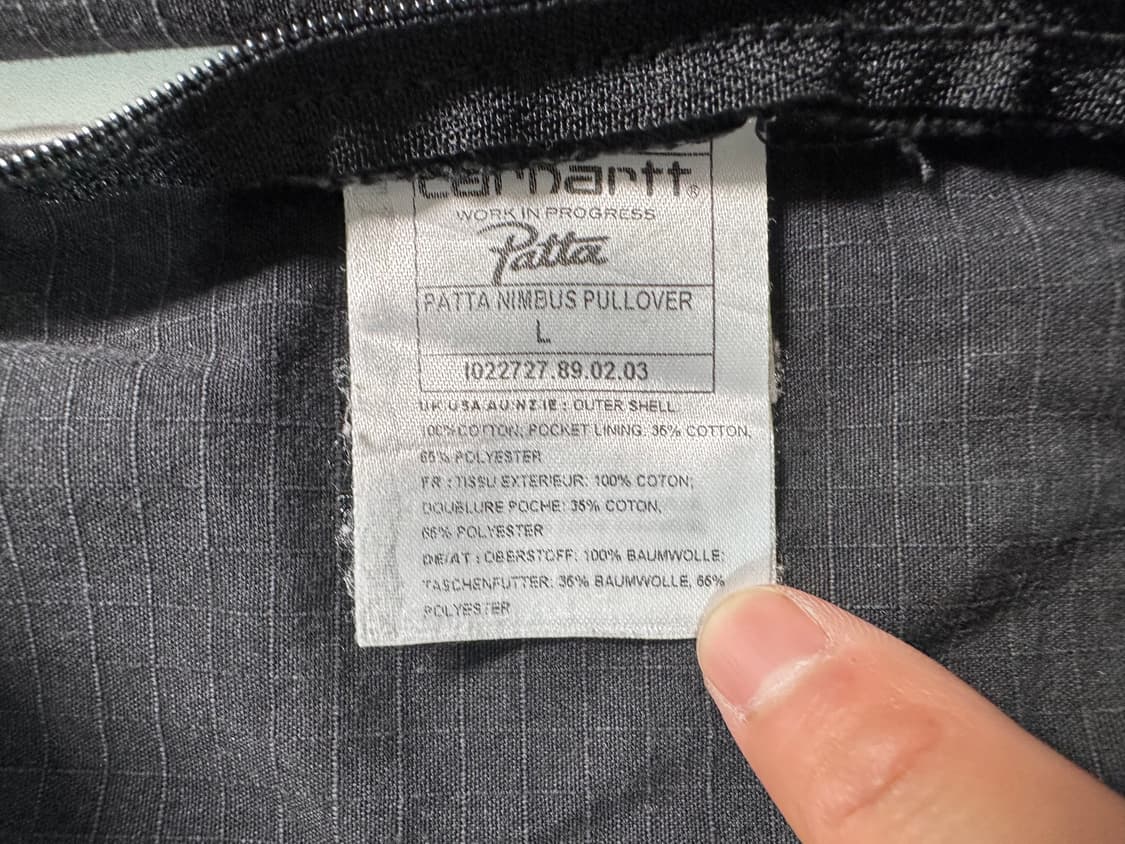 carhartt®
WORK IN PROGRESS
Patta
PATTA NIMBUS PULLOVER
L
I022727.89.02.03
UK USA AU NZ IE : OUTER SHELL
100% COTTON; POCKET LINING: 35% COTTON,
65% POLYESTER
FR : TISSU EXTERIEUR: 100% COTON;
DOUBLURE POCHE: 35% COTON,
65% POLYESTER
DE/AT : OBERSTOFF: 100% BAUMWOLLE;
TASCHENFUTTER: 35% BAUMWOLLE, 65%
POLYESTER